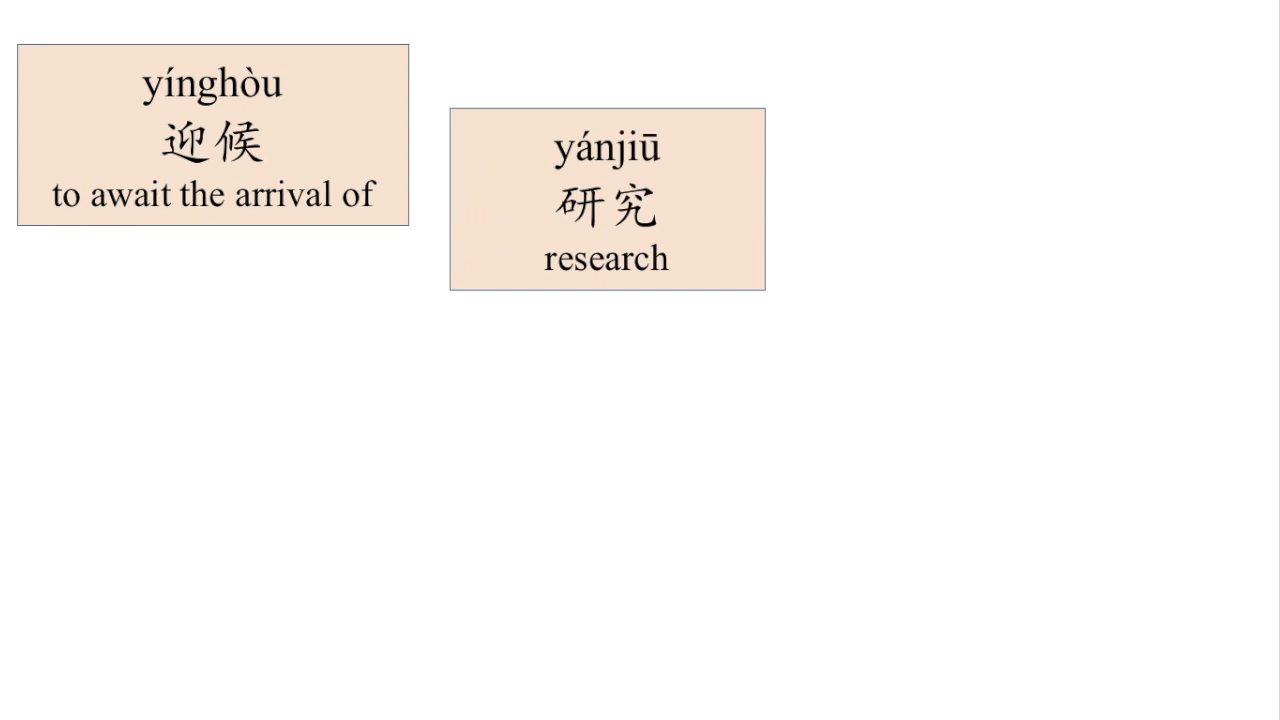 yínghòu
迎候
to await the arrival of
yánjiū
研究
research